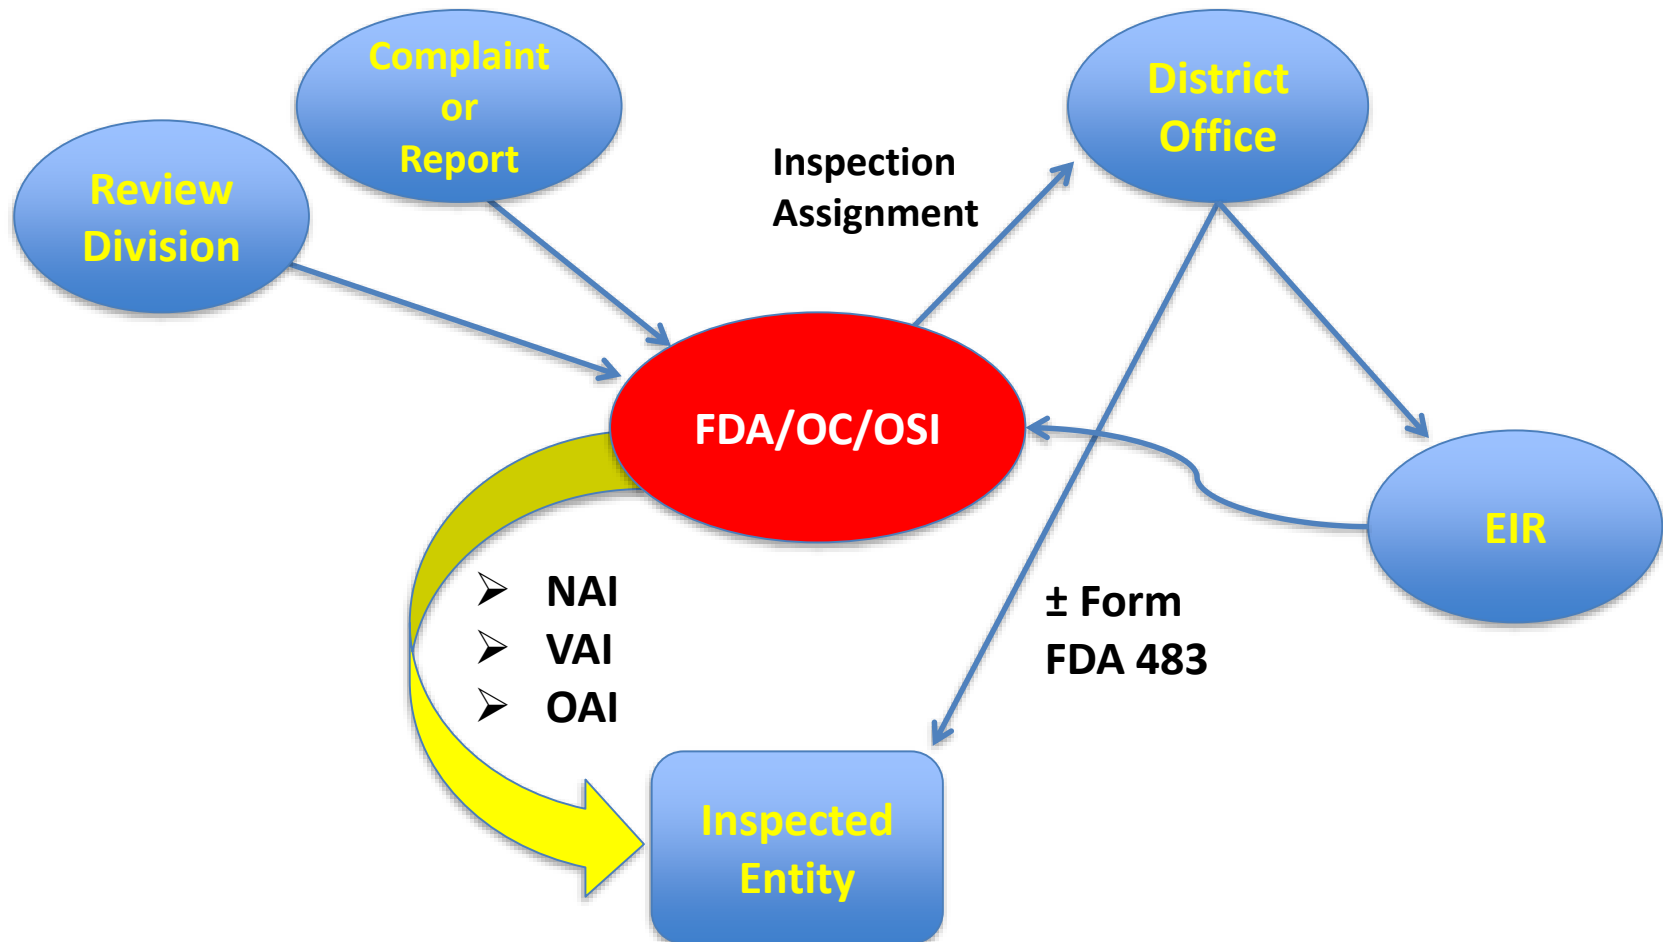 Complaint
or
Report
Review
Division
District
Office
Inspection
Assignment
FDA/OC/OSI
EIR
➢ NAI
➢ VAI
➢ OAI
± Form
FDA 483
Inspected
Entity